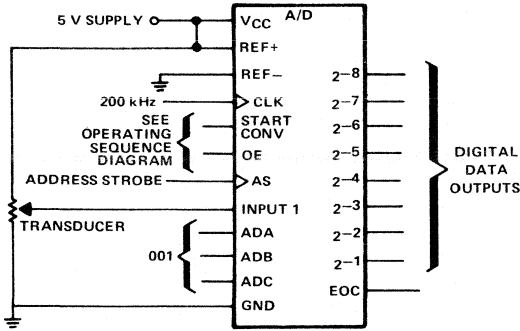 A/D
5 V SUPPLY
VCC
REF+
REF−
200 kHz
CLK
SEE
OPERATING
SEQUENCE
DIAGRAM
START
CONV
OE
ADDRESS STROBE
AS
INPUT 1
TRANSDUCER
001
ADA
ADB
ADC
GND
2−8
2−7
2−6
2−5
2−4
2−3
2−2
2−1
EOC
DIGITAL
DATA
OUTPUTS